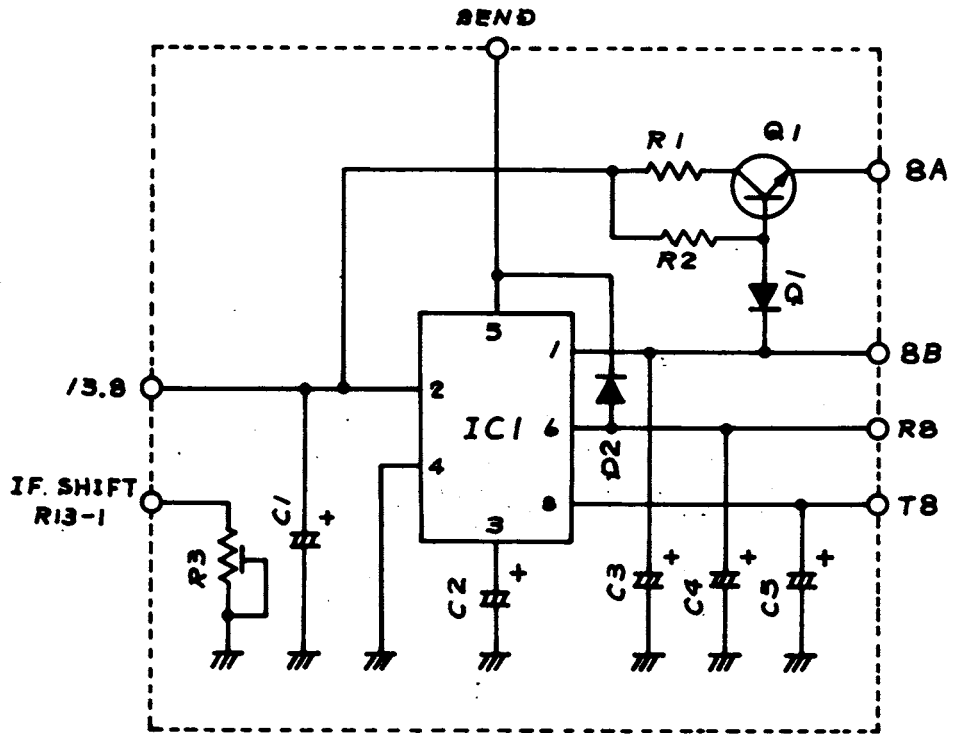 SEND
Q1
R1
8A
R2
D1
5
1
8B
13.8
2
IC1
6
R8
D2
4
IF. SHIFT
R13-1
8
T8
3
C1
+
R3
C2
+
C3
+
C4
+
C5
+